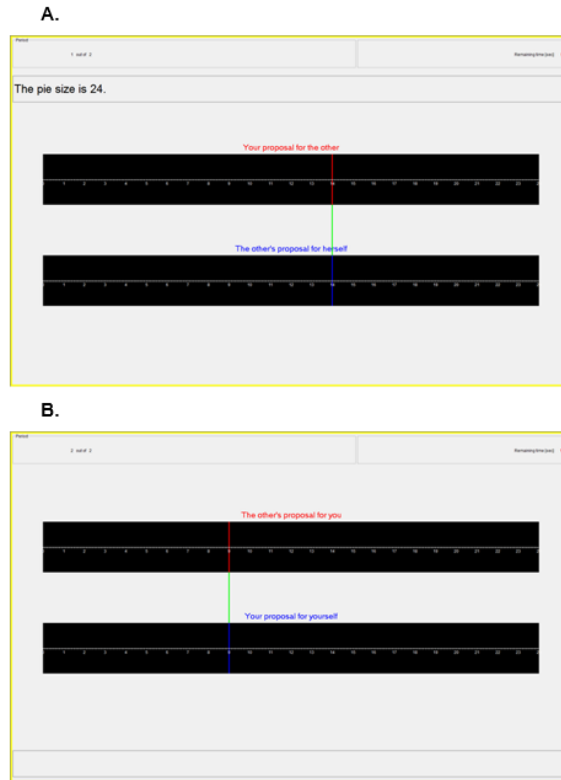 A.
Period
1 out of 2
Remaining time [sec]
The pie size is 24.
Your proposal for the other
1 2 3 4 5 6 7 8 9 10 11 12 13 14 15 16 17 18 19 20 21 22 23
The other's proposal for herself
1 2 3 4 5 6 7 8 9 10 11 12 13 14 15 16 17 18 19 20 21 22 23
B.
Period
2 out of 2
Remaining time [sec]
The other's proposal for you
1 2 3 4 5 6 7 8 9 10 11 12 13 14 15 16 17 18 19 20 21 22 23
Your proposal for yourself
1 2 3 4 5 6 7 8 9 10 11 12 13 14 15 16 17 18 19 20 21 22 23